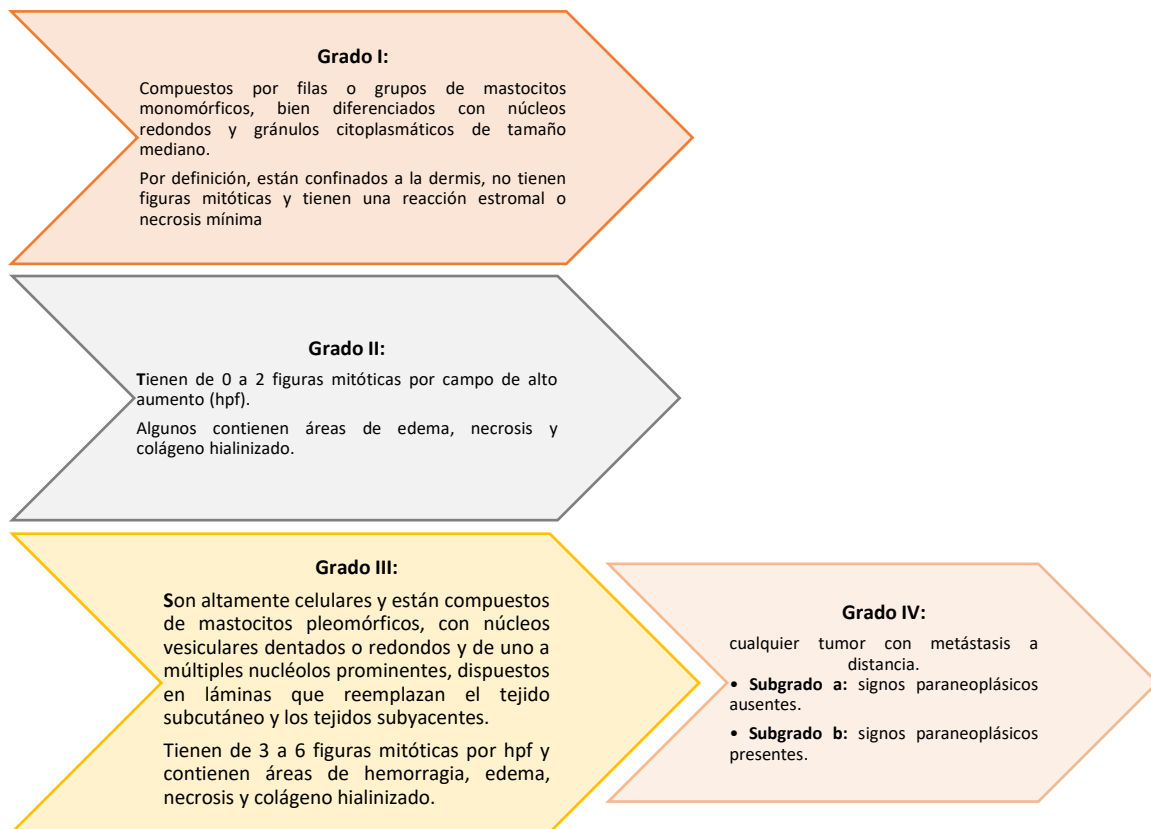 Grado I:
Compuestos por filas o grupos de mastocitos
monomórficos, bien diferenciados con núcleos
redondos y gránulos citoplasmáticos de tamaño
mediano.
Por definición, están confinados a la dermis, no tienen
figuras mitóticas y tienen una reacción estromal o
necrosis mínima
Grado II:
Tienen de 0 a 2 figuras mitóticas por campo de alto
aumento (hpf).
Algunos contienen áreas de edema, necrosis y
colágeno hialinizado.
Grado III:
Son altamente celulares y están compuestos
de mastocitos pleomórficos, con núcleos
vesiculares dentados o redondos y de uno a
múltiples nucléolos prominentes, dispuestos
en láminas que reemplazan el tejido
subcutáneo y los tejidos subyacentes.
Tienen de 3 a 6 figuras mitóticas por hpf y
contienen áreas de hemorragia, edema,
necrosis y colágeno hialinizado.
Grado IV:
cualquier tumor con metástasis a
distancia.
• Subgrado a: signos paraneoplásicos
ausentes.
• Subgrado b: signos paraneoplásicos
presentes.